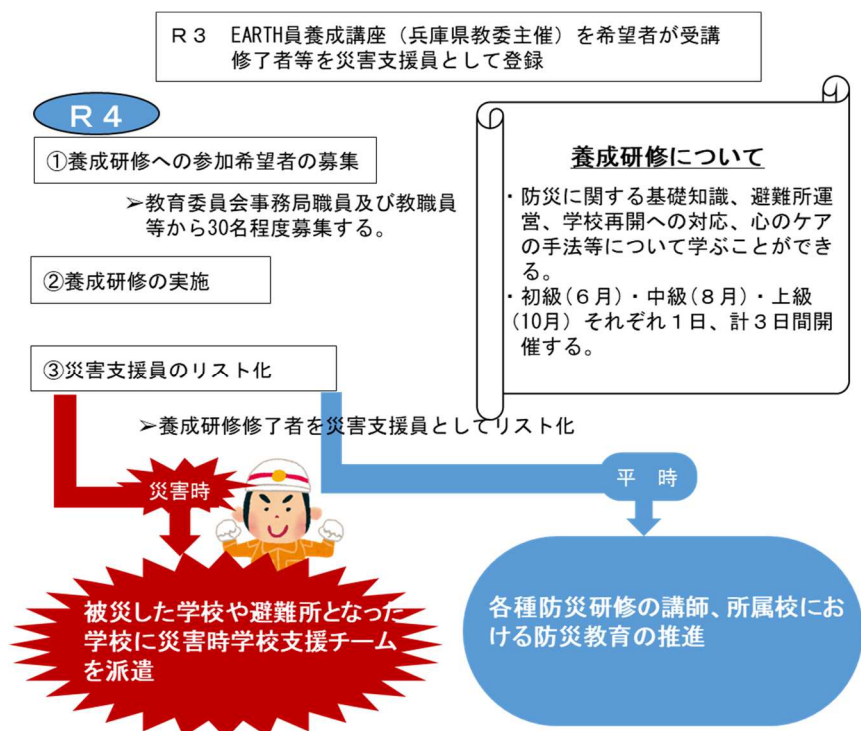 R３　EARTH員養成講座（兵庫県教委主催）を希望者が受講
修了者等を災害支援員として登録
R４
①養成研修への参加希望者の募集
➢教育委員会事務局職員及び教職員
等から30名程度募集する。
②養成研修の実施
養成研修について
・防災に関する基礎知識、避難所運
営、学校再開への対応、心のケア
の手法等について学ぶことができ
る。
・初級(６月)・中級(８月)・上級
(10月) それぞれ１日、計３日間開
催する。
③災害支援員のリスト化
➢養成研修修了者を災害支援員としてリスト化
災害時
被災した学校や避難所となった
学校に災害時学校支援チーム
を派遣
平　時
各種防災研修の講師、所属校にお
ける防災教育の推進